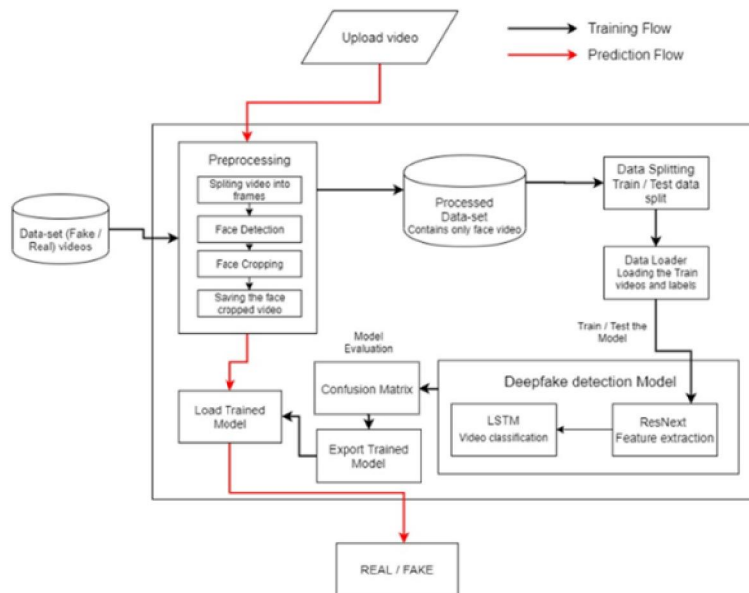 Upload video
Training Flow
Prediction Flow
Preprocessing
Spliting video into
frames
Face Detection
Face Cropping
Saving the face
cropped video
Data-set (Fake /
Real) videos
Processed
Data-set
Contains only face video
Data Splitting
Train / Test data
split
Data Loader
Loading the Train
videos and labels
Train / Test the
Model
Model
Evaluation
Deepfake detection Model
Confusion Matrix
LSTM
Video classification
ResNext
Feature extraction
Load Trained
Model
Export Trained
Model
REAL / FAKE